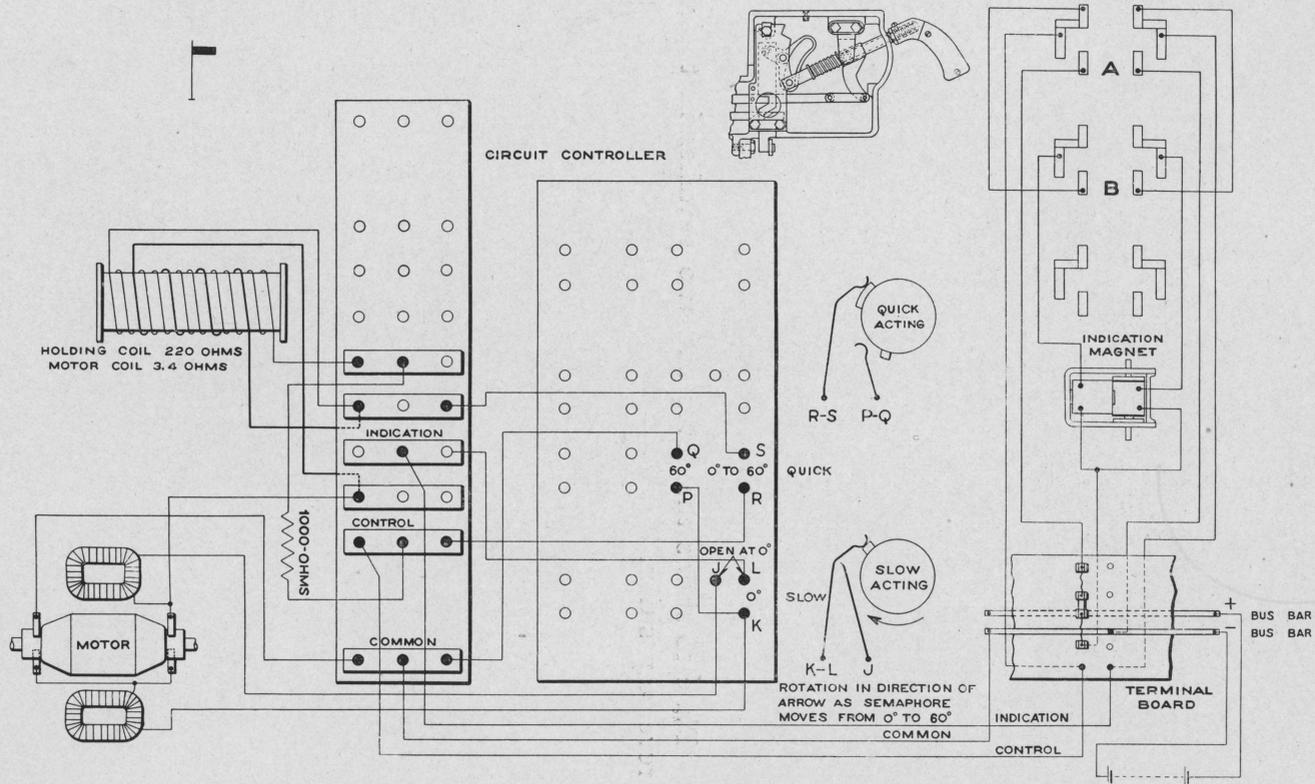 CIRCUIT CONTROLLER
A
B
HOLDING COIL 220 OHMS
MOTOR COIL 3.4 OHMS
QUICK
ACTING
R-S P-Q
INDICATION
MAGNET
INDICATION
Q S
60° 0° TO 60° QUICK
P R
CONTROL
1000-OHMS
OPEN AT 0°
J L
SLOW
0°
K
SLOW
ACTING
K-L J
MOTOR
COMMON
+ BUS BAR
- BUS BAR
ROTATION IN DIRECTION OF
ARROW AS SEMAPHORE
MOVES FROM 0° TO 60°
TERMINAL
BOARD
INDICATION
COMMON
CONTROL